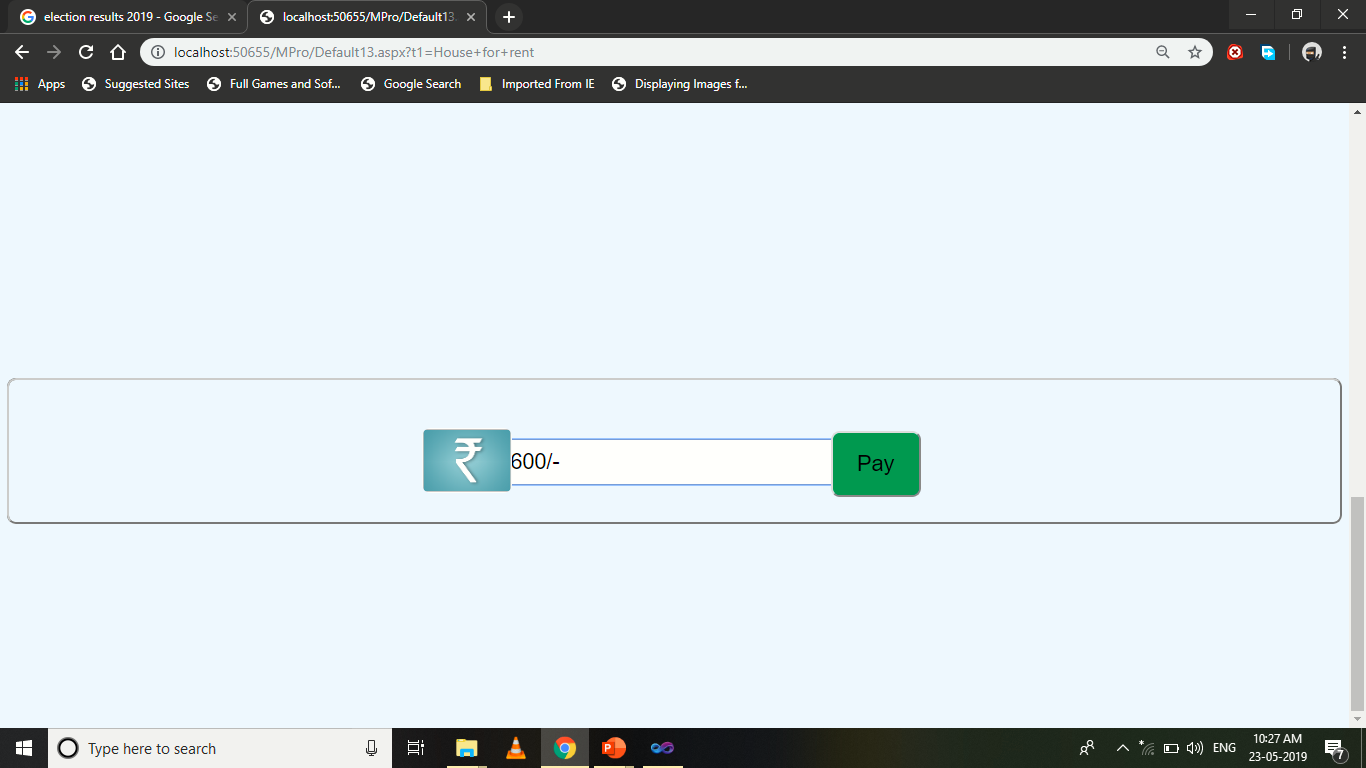 election results 2019 - Google Se
localhost:50655/MPro/Default13.
localhost:50655/MPro/Default13.aspx?t1=House+for+rent
Apps Suggested Sites Full Games and Sof... Google Search Imported From IE Displaying Images f...
₹ 600/- Pay
Type here to search
ENG
10:27 AM
23-05-2019
7